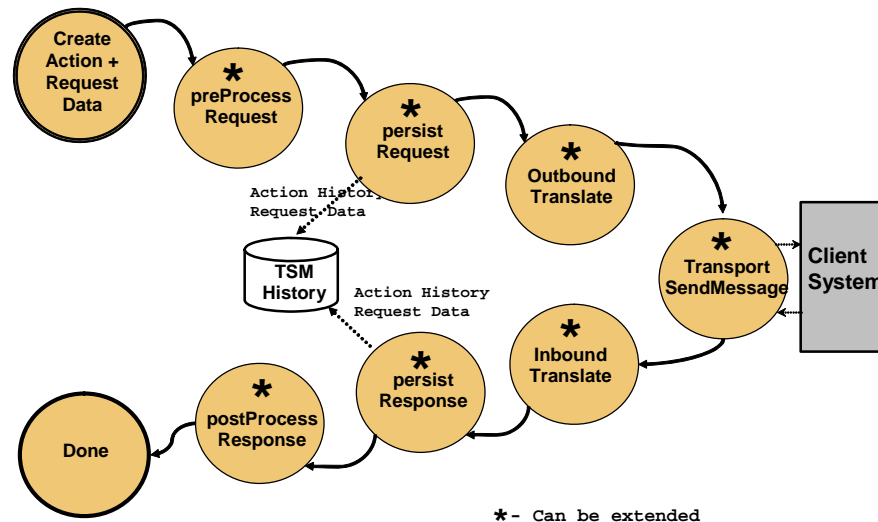 Create
Action +
Request
Data
*
preProcess
Request
*
persist
Request
*
Outbound
Translate
*
Transport
SendMessage
Client
System
Action History
Request Data
TSM
History
Action History
Request Data
*
Inbound
Translate
*
persist
Response
*
postProcess
Response
Done
*- Can be extended